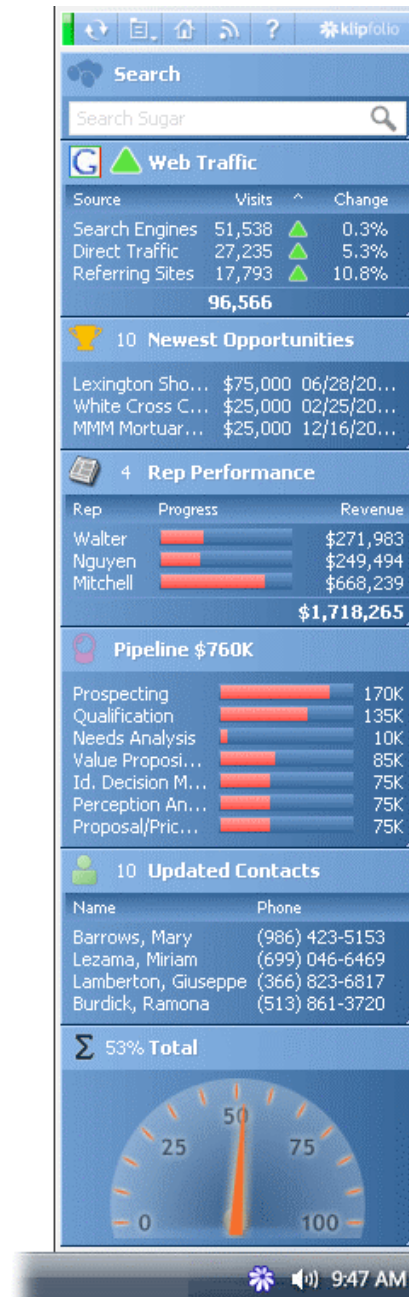 ? klipfolio
Search
Search Sugar
G Web Traffic
Source Visits ^ Change
Search Engines 51,538 0.3%
Direct Traffic 27,235 5.3%
Referring Sites 17,793 10.8%
96,566
10 Newest Opportunities
Lexington Sho... $75,000 06/28/20...
White Cross C... $25,000 02/25/20...
MMM Mortuar... $25,000 12/16/20...
4 Rep Performance
Rep Progress Revenue
Walter $271,983
Nguyen $249,494
Mitchell $668,239
$1,718,265
Pipeline $760K
Prospecting 170K
Qualification 135K
Needs Analysis 10K
Value Proposi... 85K
Id. Decision M... 75K
Perception An... 75K
Proposal/Pric... 75K
10 Updated Contacts
Name Phone
Barrows, Mary (986) 423-5153
Lezama, Miriam (699) 046-6469
Lamberton, Giuseppe (366) 823-6817
Burdick, Ramona (513) 861-3720
Σ 53% Total
50
25 75
0 100
9:47 AM